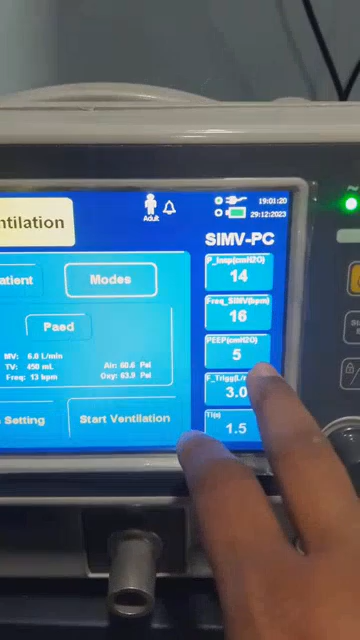 19:01:20
29:12:2023
Adult
ntilation
SIMV-PC
atient
Modes
P_Insp(cmH2O)
14
Freq_SIMV(bpm)
16
Paed
PEEP(cmH2O)
5
MV: 6.0 L/min
TV: 450 mL Air: 60.6 Psi
Freq: 13 bpm Oxy: 63.9 Psi
F_Trigg(L/
3.0
Setting
Start Ventilation
TI(s)
1.5